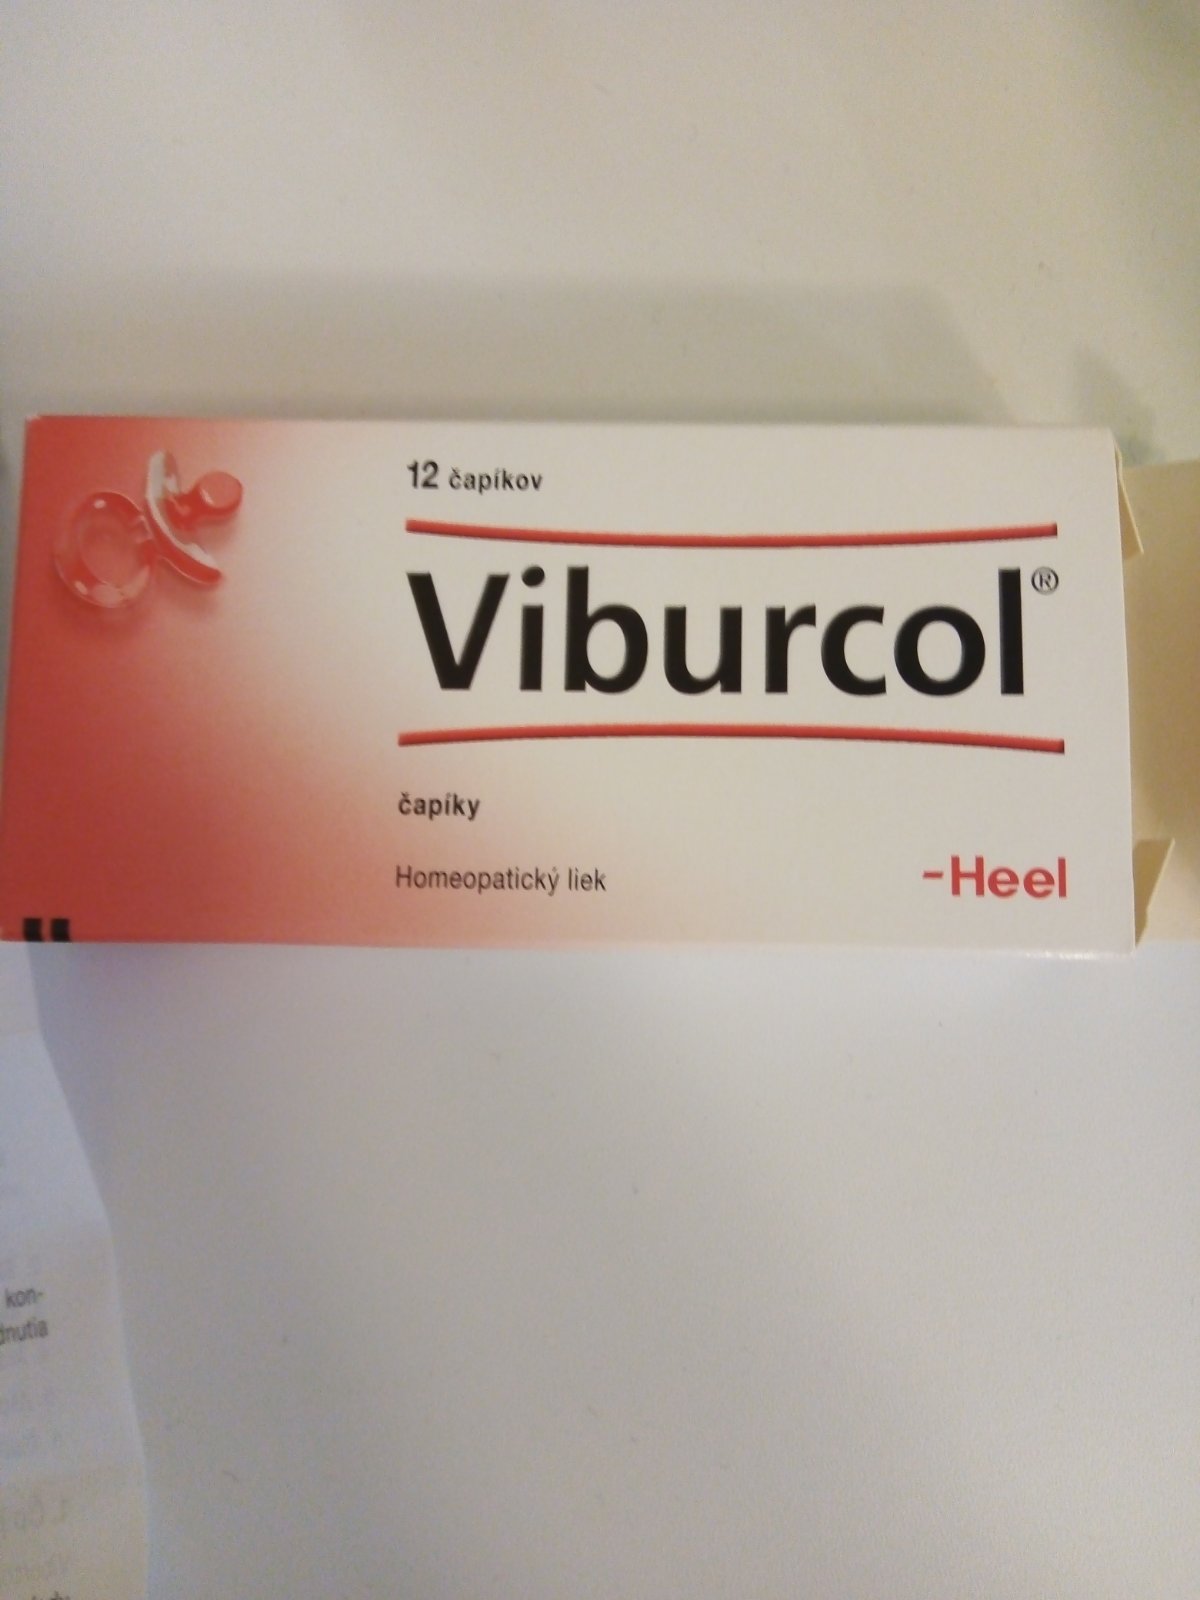 12 čapíkov
Viburcol®
čapíky
Homeopatický liek
-Heel
kon-
dnutia